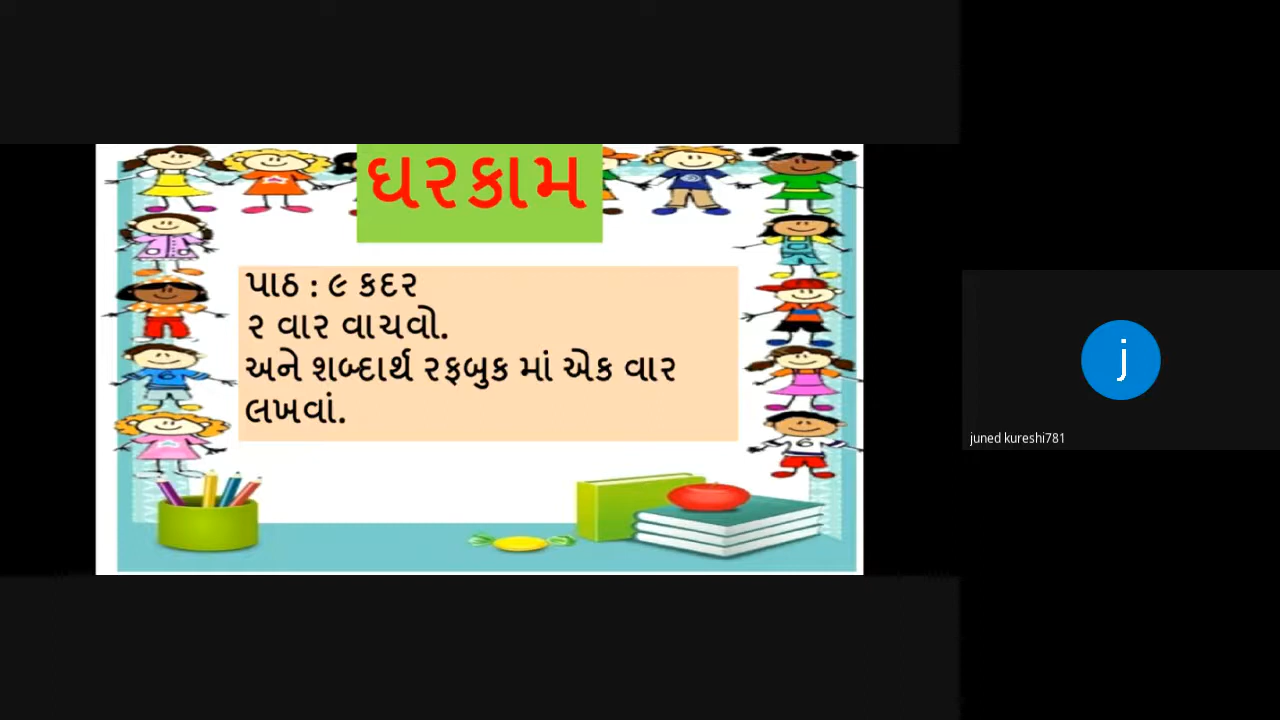 ઘરકામ
પાઠ : ૯ કદર
૨ વાર વાચવો.
અને શબ્દાર્થ રફબુક માં એક વાર
લખવાં.
j
juned kureshi781